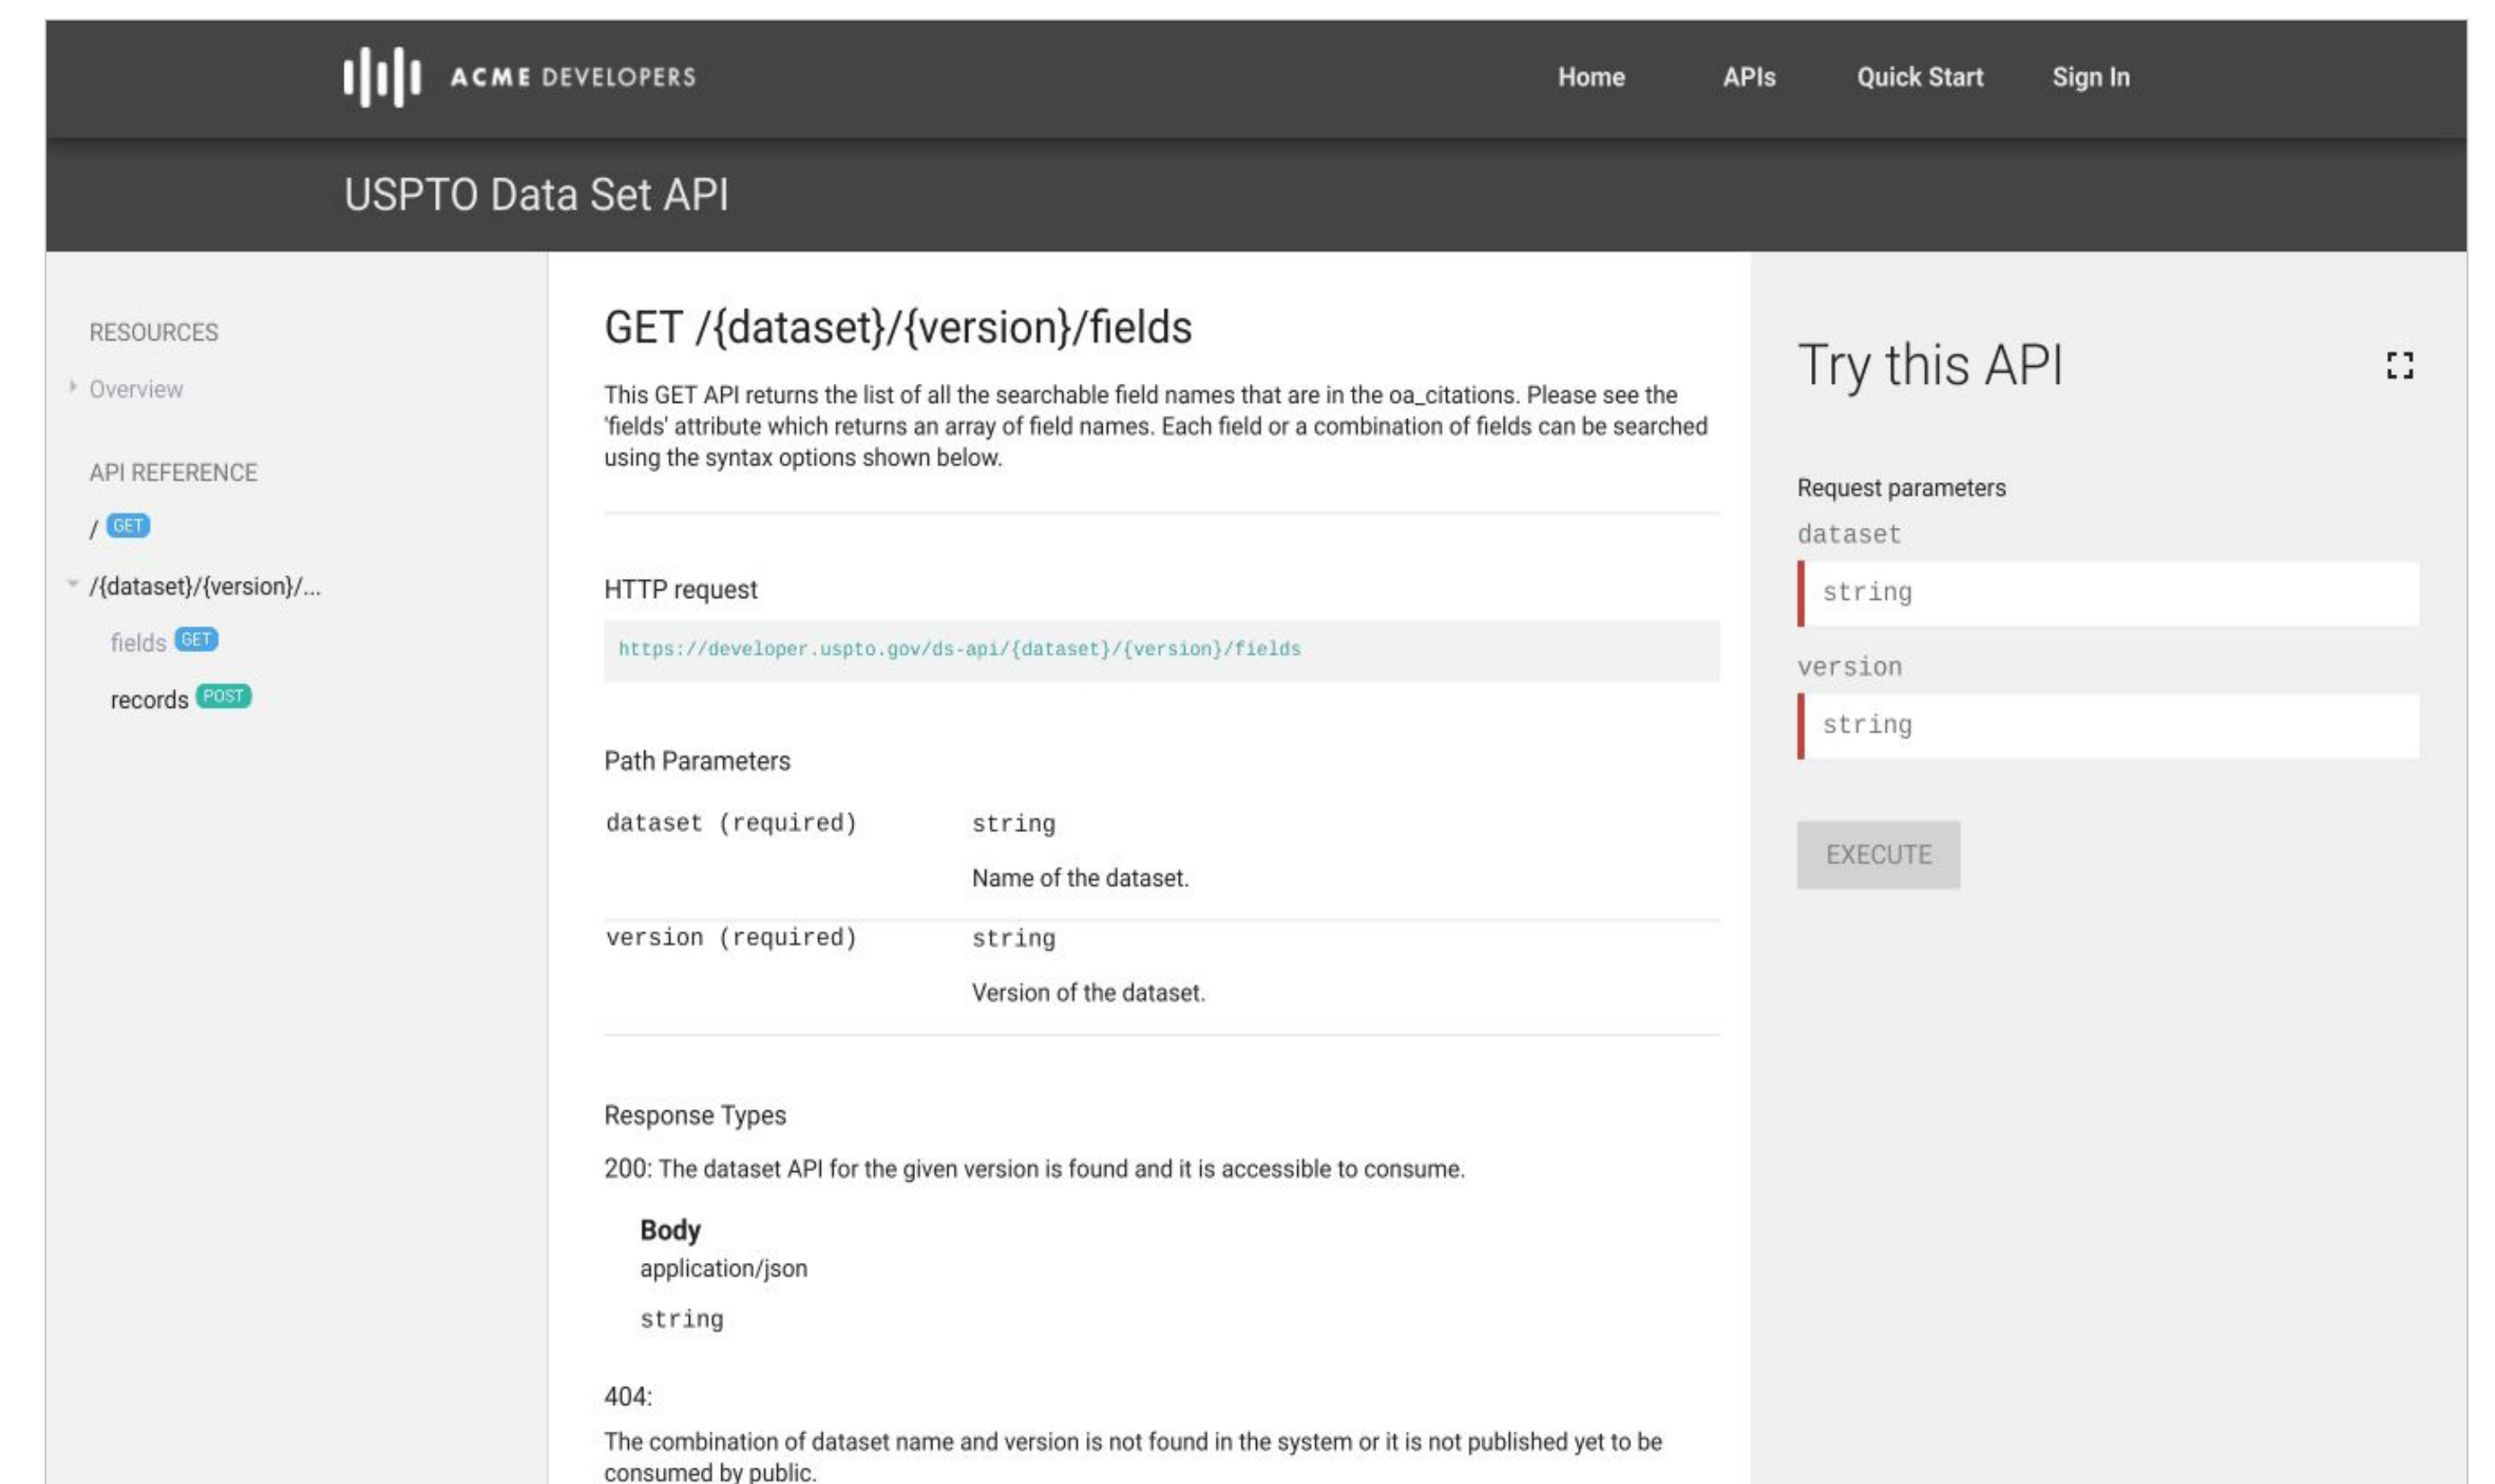 ACME DEVELOPERS
Home APIs Quick Start Sign In
USPTO Data Set API
RESOURCES
Overview
API REFERENCE
/ GET
/{dataset}/{version}/...
fields GET
records POST
GET /{dataset}/{version}/fields
This GET API returns the list of all the searchable field names that are in the oa_citations. Please see the
'fields' attribute which returns an array of field names. Each field or a combination of fields can be searched
using the syntax options shown below.
HTTP request
https://developer.uspto.gov/ds-api/{dataset}/{version}/fields
Path Parameters
dataset (required) string
Name of the dataset.
version (required) string
Version of the dataset.
Response Types
200: The dataset API for the given version is found and it is accessible to consume.
Body
application/json
string
404:
The combination of dataset name and version is not found in the system or it is not published yet to be
consumed by public.
Try this API
Request parameters
dataset
string
version
string
EXECUTE